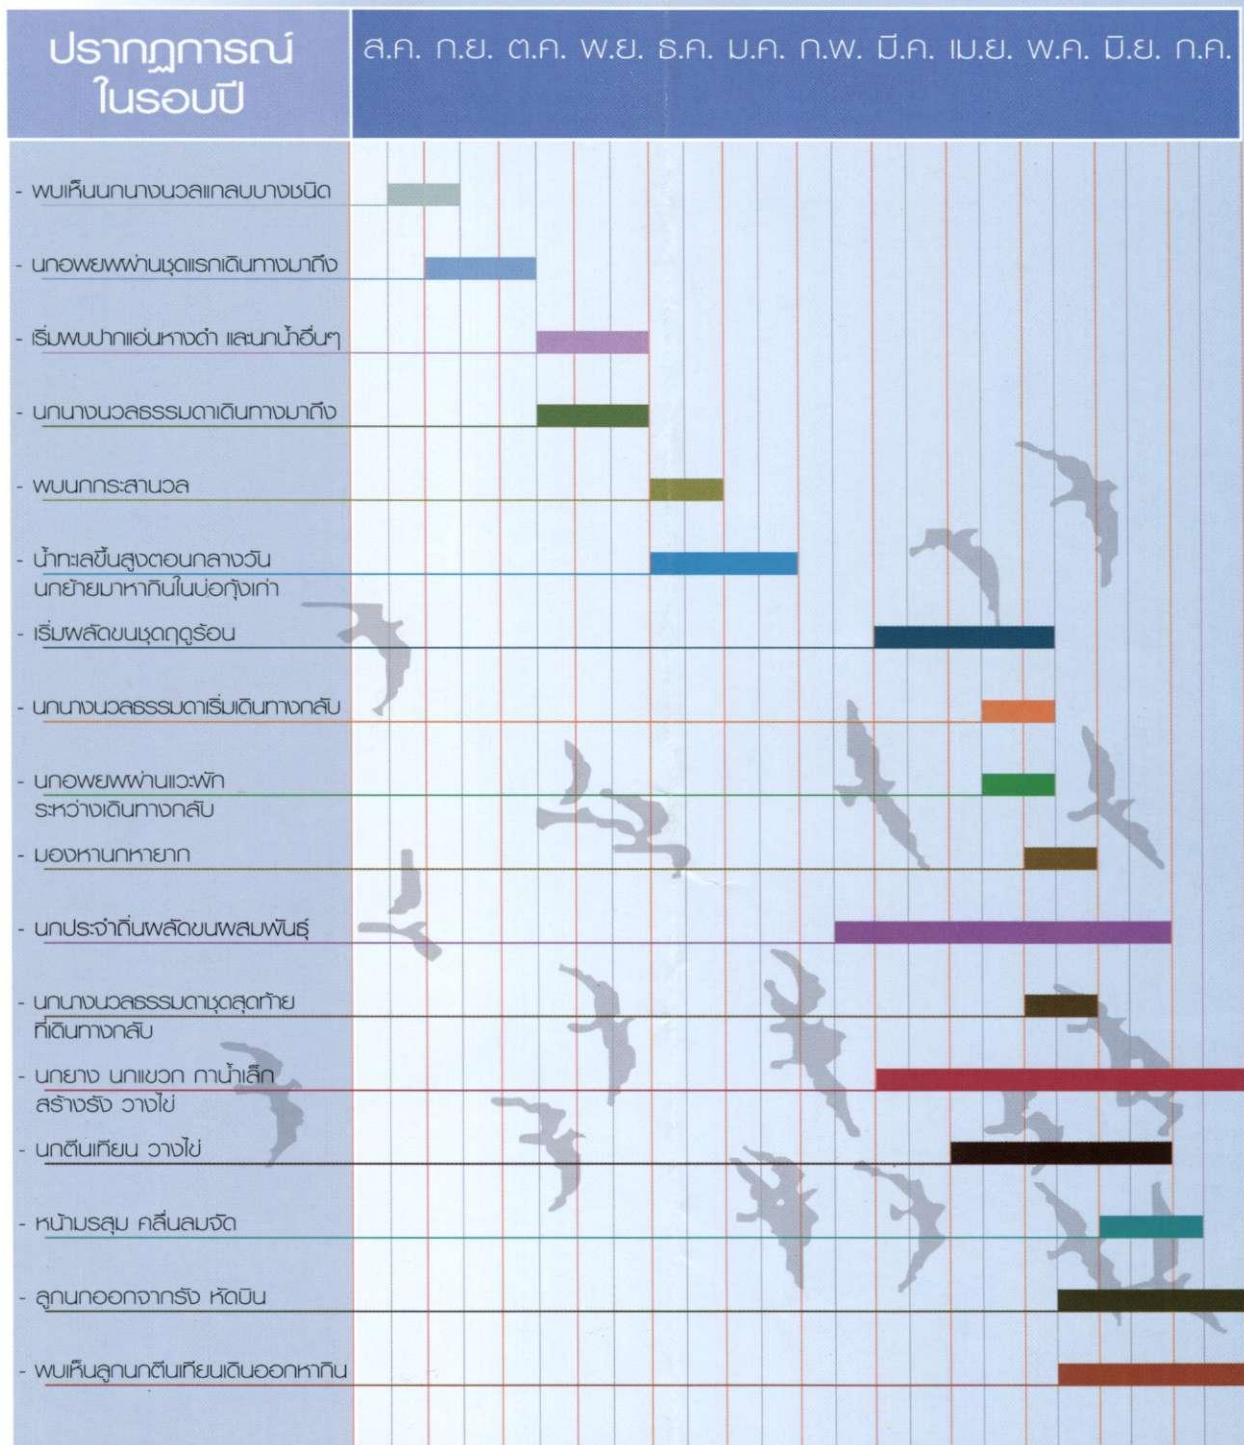 ปรากฏการณ์
ในรอบปี
ส.ค. ก.ย. ต.ค. พ.ย. ธ.ค. ม.ค. ก.พ. มี.ค. เม.ย. พ.ค. มิ.ย. ก.ค.
- พบเห็นนกนางนวลแกลบบางชนิด
- นกอพยพผ่านชุดแรกเดินทางมาถึง
- เริ่มพบปากแอ่นหางดำ และนกน้ำอื่นๆ
- นกนางนวลธรรมดาเดินทางมาถึง
- พบนกกระสานวล
- น้ำทะเลขึ้นสูงตอนกลางวัน
นกย้ายมาหากินในบ่อกุ้งเก่า
- เริ่มผลัดขนชุดฤดูร้อน
- นกนางนวลธรรมดาเริ่มเดินทางกลับ
- นกอพยพผ่านแวะพัก
ระหว่างเดินทางกลับ
- มองหานกหายาก
- นกประจำถิ่นผลัดขนผสมพันธุ์
- นกนางนวลธรรมดาชุดสุดท้าย
ที่เดินทางกลับ
- นกยาง นกแขวก กาน้ำเล็ก
สร้างรัง วางไข่
- นกตีนเทียน วางไข่
- หน้ามรสุม คลื่นลมจัด
- ลูกนกออกจากรัง หัดบิน
- พบเห็นลูกนกตีนเทียนเดินออกหากิน